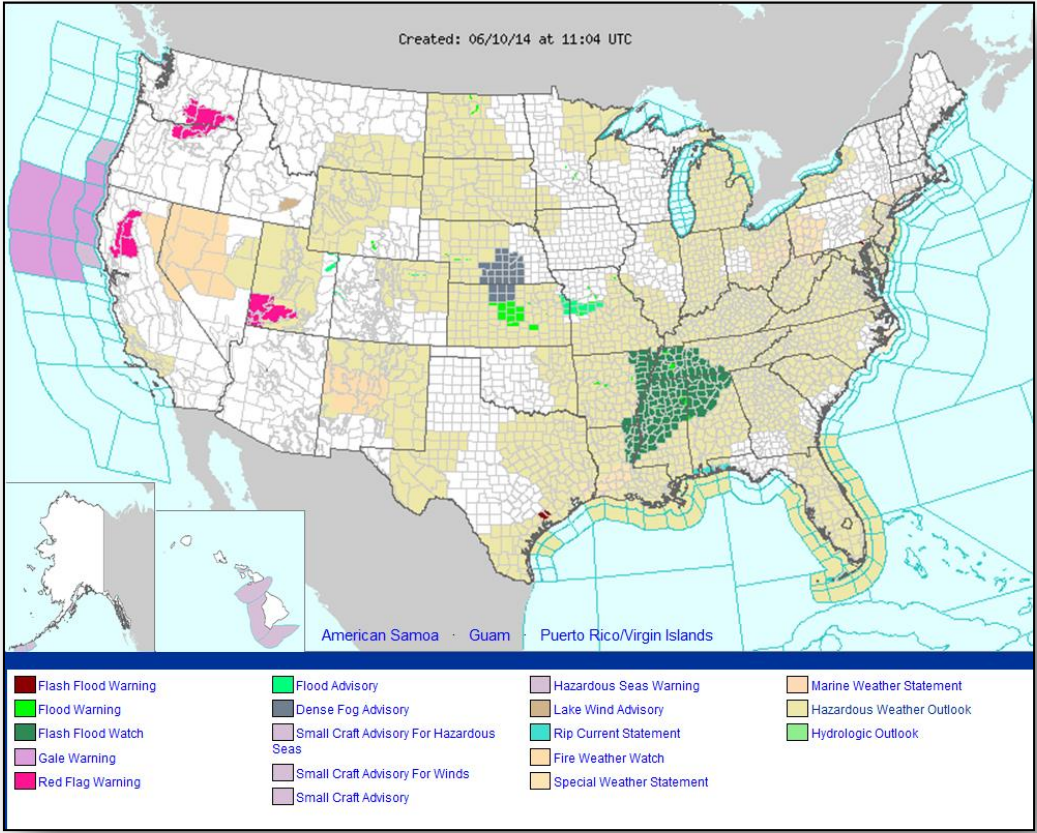 Created: 06/10/14 at 11:04 UTC
American Samoa · Guam · Puerto Rico/Virgin Islands
Flash Flood Warning
Flood Warning
Flash Flood Watch
Gale Warning
Red Flag Warning
Flood Advisory
Dense Fog Advisory
Small Craft Advisory For Hazardous
Seas
Small Craft Advisory For Winds
Small Craft Advisory
Hazardous Seas Warning
Lake Wind Advisory
Rip Current Statement
Fire Weather Watch
Special Weather Statement
Marine Weather Statement
Hazardous Weather Outlook
Hydrologic Outlook